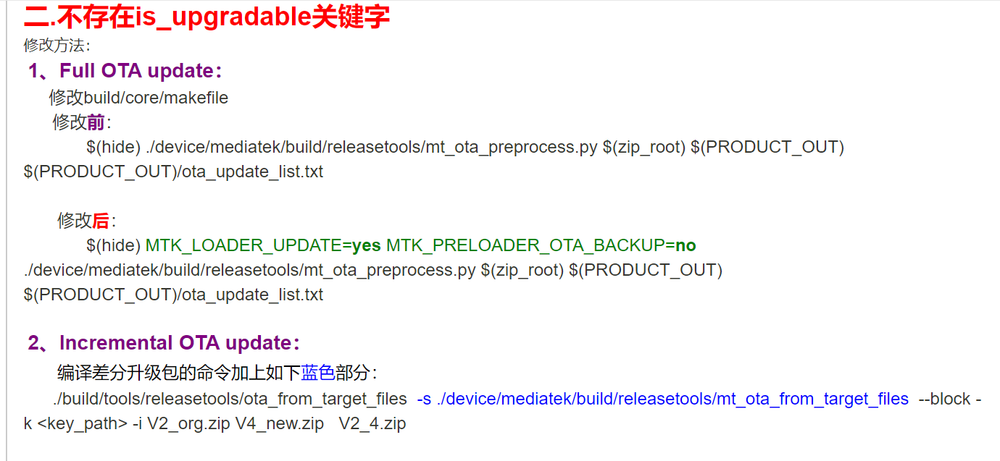 二.不存在is_upgradable关键字
修改方法：
1、Full OTA update：
修改build/core/makefile
修改前：
$(hide) ./device/mediatek/build/releasetools/mt_ota_preprocess.py $(zip_root) $(PRODUCT_OUT)
$(PRODUCT_OUT)/ota_update_list.txt
修改后：
$(hide) MTK_LOADER_UPDATE=yes MTK_PRELOADER_OTA_BACKUP=no
./device/mediatek/build/releasetools/mt_ota_preprocess.py $(zip_root) $(PRODUCT_OUT)
$(PRODUCT_OUT)/ota_update_list.txt
2、Incremental OTA update：
编译差分升级包的命令加上如下蓝色部分：
./build/tools/releasetools/ota_from_target_files  -s ./device/mediatek/build/releasetools/mt_ota_from_target_files  --block -
k <key_path> -i V2_org.zip V4_new.zip   V2_4.zip